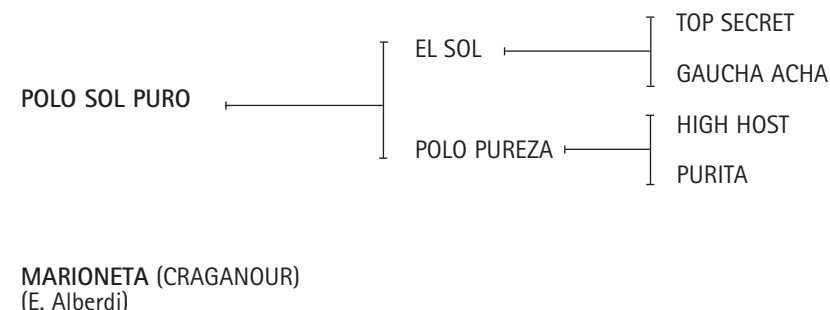 TOP SECRET
EL SOL
GAUCHA ACHA
POLO SOL PURO
HIGH HOST
POLO PUREZA
PURITA
MARIONETA (CRAGANOUR)
(E. Alberdi)